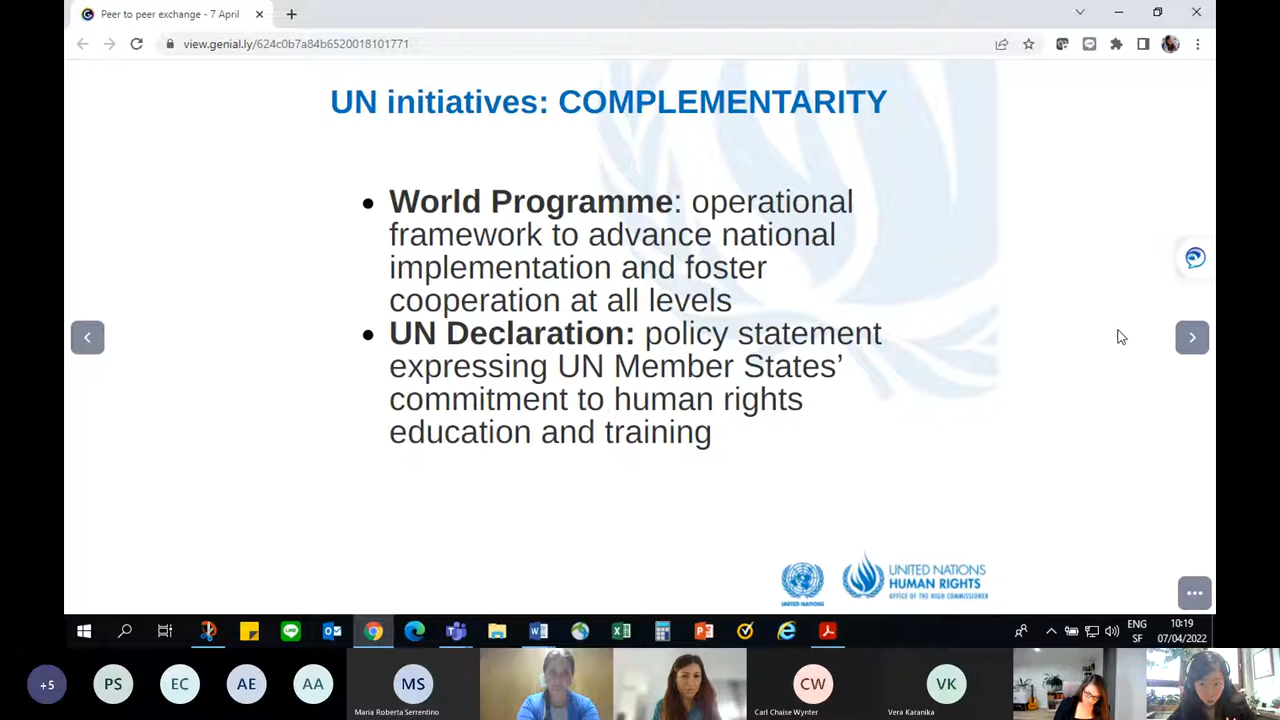 Peer to peer exchange - 7 April
view.genial.ly/624c0b7a84b6520018101771
UN initiatives: COMPLEMENTARITY
• World Programme: operational
framework to advance national
implementation and foster
cooperation at all levels
• UN Declaration: policy statement
expressing UN Member States’
commitment to human rights
education and training
UNITED NATIONS
UNITED NATIONS
HUMAN RIGHTS
OFFICE OF THE HIGH COMMISSIONER
ENG
SF
10:19
07/04/2022
+5
PS
EC
AE
AA
MS
Maria Roberta Serrentino
CW
Carl Chaise Wynter
VK
Vera Karanika